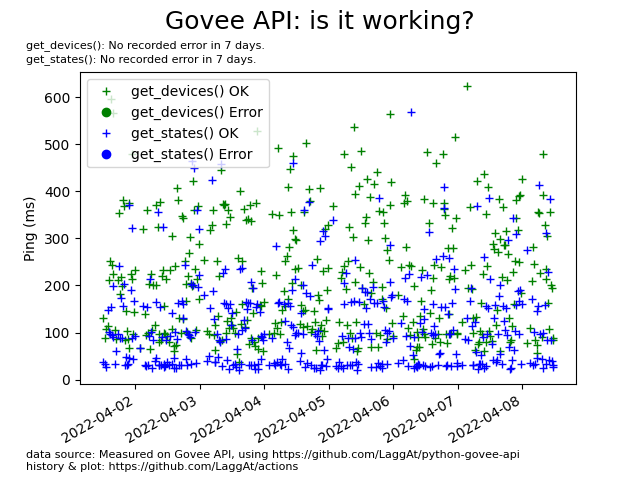 Govee API: is it working?
get_devices(): No recorded error in 7 days.
get_states(): No recorded error in 7 days.
get_devices() OK
get_devices() Error
get_states() OK
get_states() Error
Ping (ms)
600
500
400
300
200
100
0
2022-04-02
2022-04-03
2022-04-04
2022-04-05
2022-04-06
2022-04-07
2022-04-08
data source: Measured on Govee API, using https://github.com/LaggAt/python-govee-api
history & plot: https://github.com/LaggAt/actions